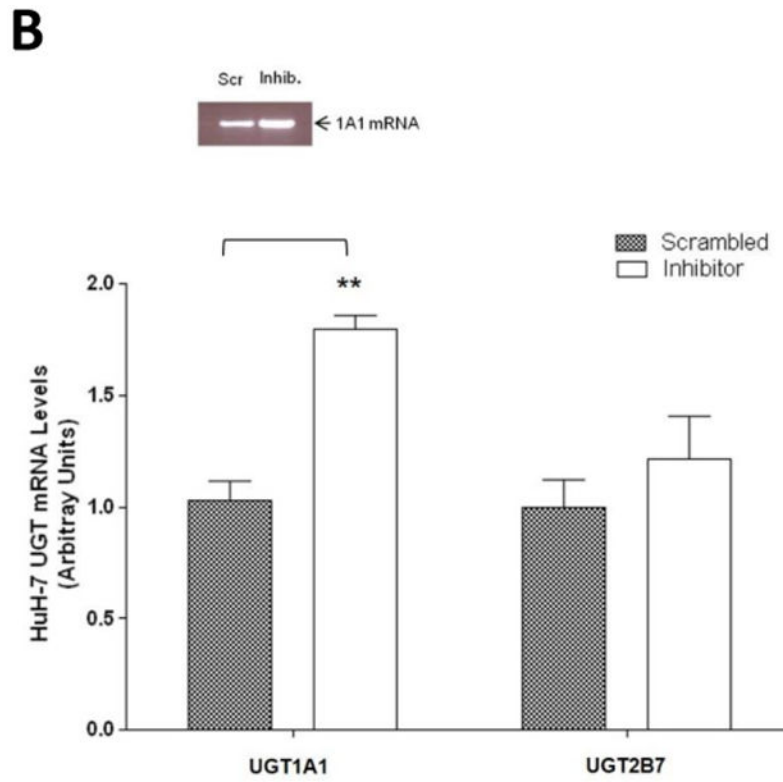 B
Scr Inhib.
1A1 mRNA
Scrambled
Inhibitor
**
2.0
1.5
1.0
0.5
0.0
HuH-7 UGT mRNA Levels
(Arbitray Units)
UGT1A1 UGT2B7